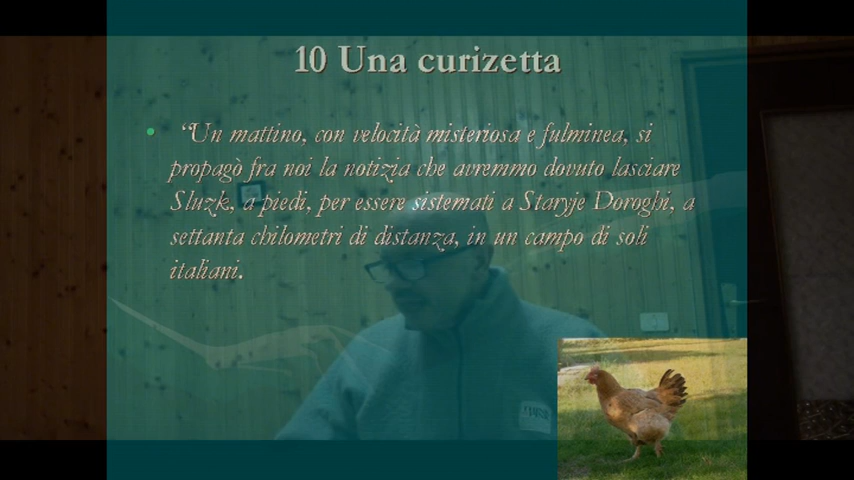 10 Una curizetta
• “Un mattino, con velocità misteriosa e fulminea, si
propagò fra noi la notizia che avremmo dovuto lasciare
Sluzk, a piedi, per essere sistemati a Staryje Doroghi, a
settanta chilometri di distanza, in un campo di soli
italiani.